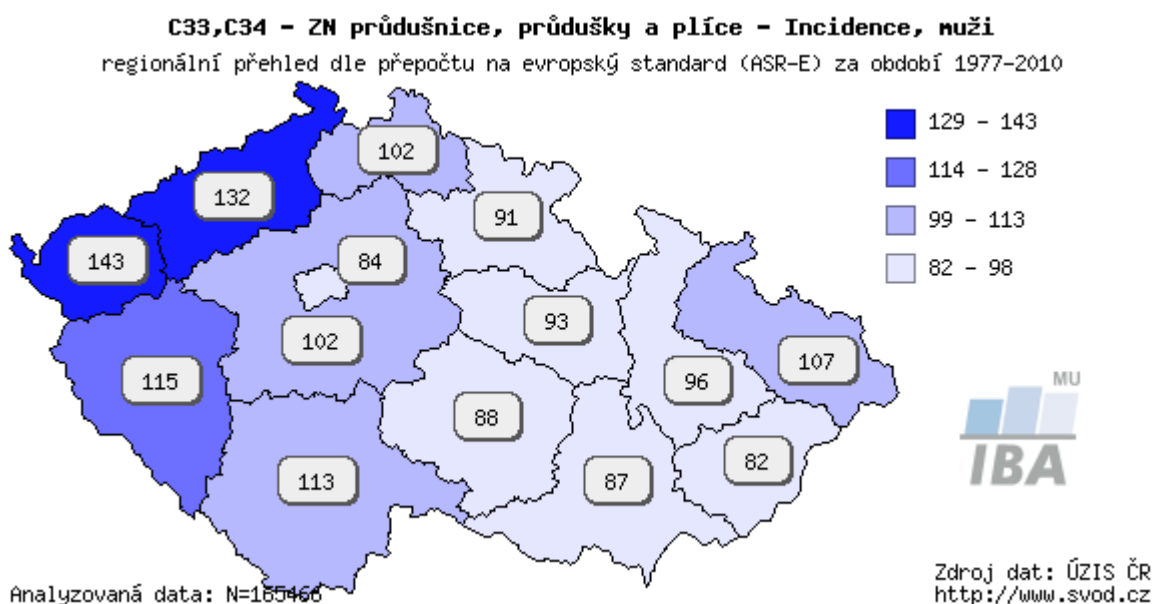 C33,C34 - ZN průdušnice, průdušky a plíce - Incidence, muži
regionální přehled dle přepočtu na evropský standard (ASR-E) za období 1977-2010
129 - 143
114 - 128
99 - 113
82 - 98
102
132
91
143
84
93
102
115
107
96
88
82
113
87
MU
IBA
Analyzovaná data: N=165466
Zdroj dat: ÚZIS ČR
http://www.svod.cz